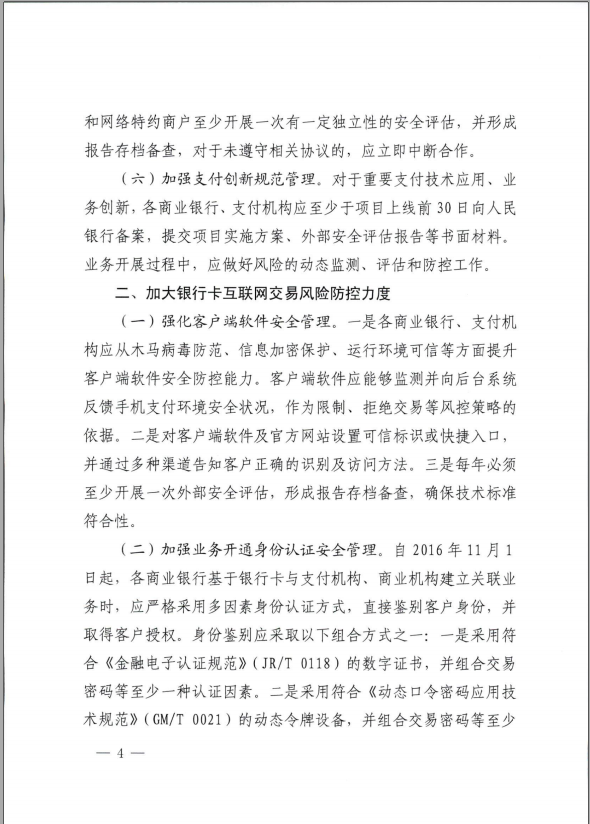 和网络特约商户至少开展一次有一定独立性的安全评估，并形成
报告存档备查，对于未遵守相关协议的，应立即中断合作。
（六）加强支付创新规范管理。对于重要支付技术应用、业
务创新，各商业银行、支付机构应至少于项目上线前 30 日向人民
银行备案，提交项目实施方案、外部安全评估报告等书面材料。
业务开展过程中，应做好风险的动态监测、评估和防控工作。
二、加大银行卡互联网交易风险防控力度
（一）强化客户端软件安全管理。一是各商业银行、支付机
构应从木马病毒防范、信息加密保护、运行环境可信等方面提升
客户端软件安全防控能力。客户端软件应能够监测并向后台系统
反馈手机支付环境安全状况，作为限制、拒绝交易等风控策略的
依据。二是对客户端软件及官方网站设置可信标识或快捷入口，
并通过多种渠道告知客户正确的识别及访问方法。三是每年必须
至少开展一次外部安全评估，形成报告存档备查，确保技术标准
符合性。
（二）加强业务开通身份认证安全管理。自 2016 年 11 月 1
日起，各商业银行基于银行卡与支付机构、商业机构建立关联业
务时，应严格采用多因素身份认证方式，直接鉴别客户身份，并
取得客户授权。身份鉴别应采取以下组合方式之一：一是采用符
合《金融电子认证规范》（JR/T 0118）的数字证书，并组合交易
密码等至少一种认证因素。二是采用符合《动态口令密码应用技
术规范》（GM/T 0021）的动态令牌设备，并组合交易密码等至少
— 4 —